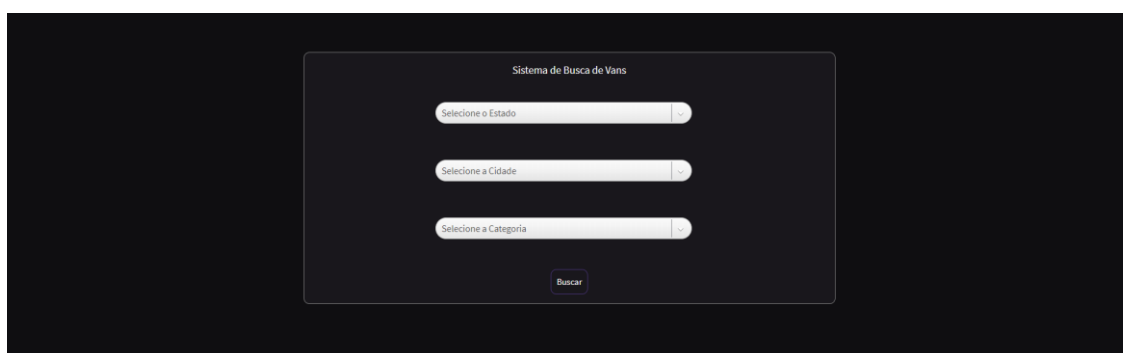 Sistema de Busca de Vans
Selecione o Estado
Selecione a Cidade
Selecione a Categoria
Buscar